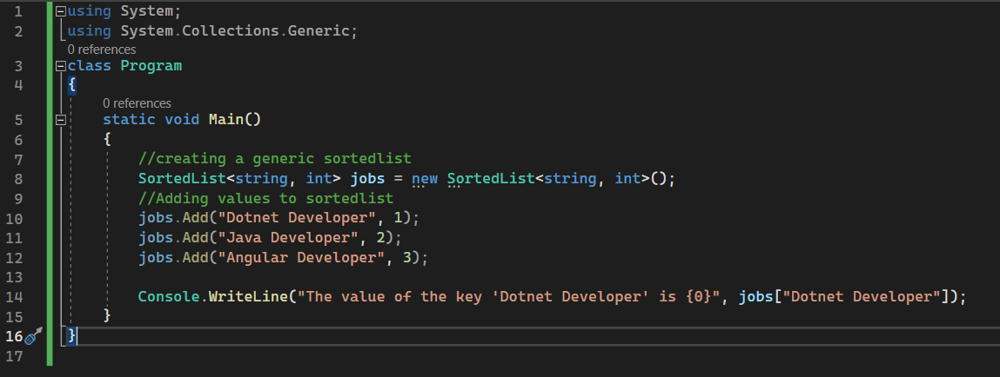 1 using System;
2 using System.Collections.Generic;
0 references
3 class Program
4 {
0 references
5 static void Main()
6 {
7 //creating a generic sortedlist
8 SortedList<string, int> jobs = new SortedList<string, int>();
9 //Adding values to sortedlist
10 jobs.Add("Dotnet Developer", 1);
11 jobs.Add("Java Developer", 2);
12 jobs.Add("Angular Developer", 3);
13
14 Console.WriteLine("The value of the key 'Dotnet Developer' is {0}", jobs["Dotnet Developer"]);
15 }
16 }
17